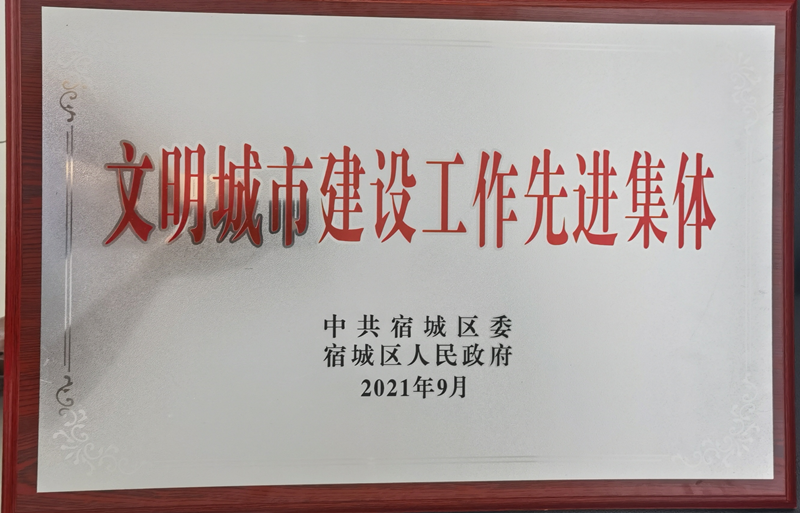 文明城市建设工作先进集体
中共宿城区委
宿城区人民政府
2021年9月